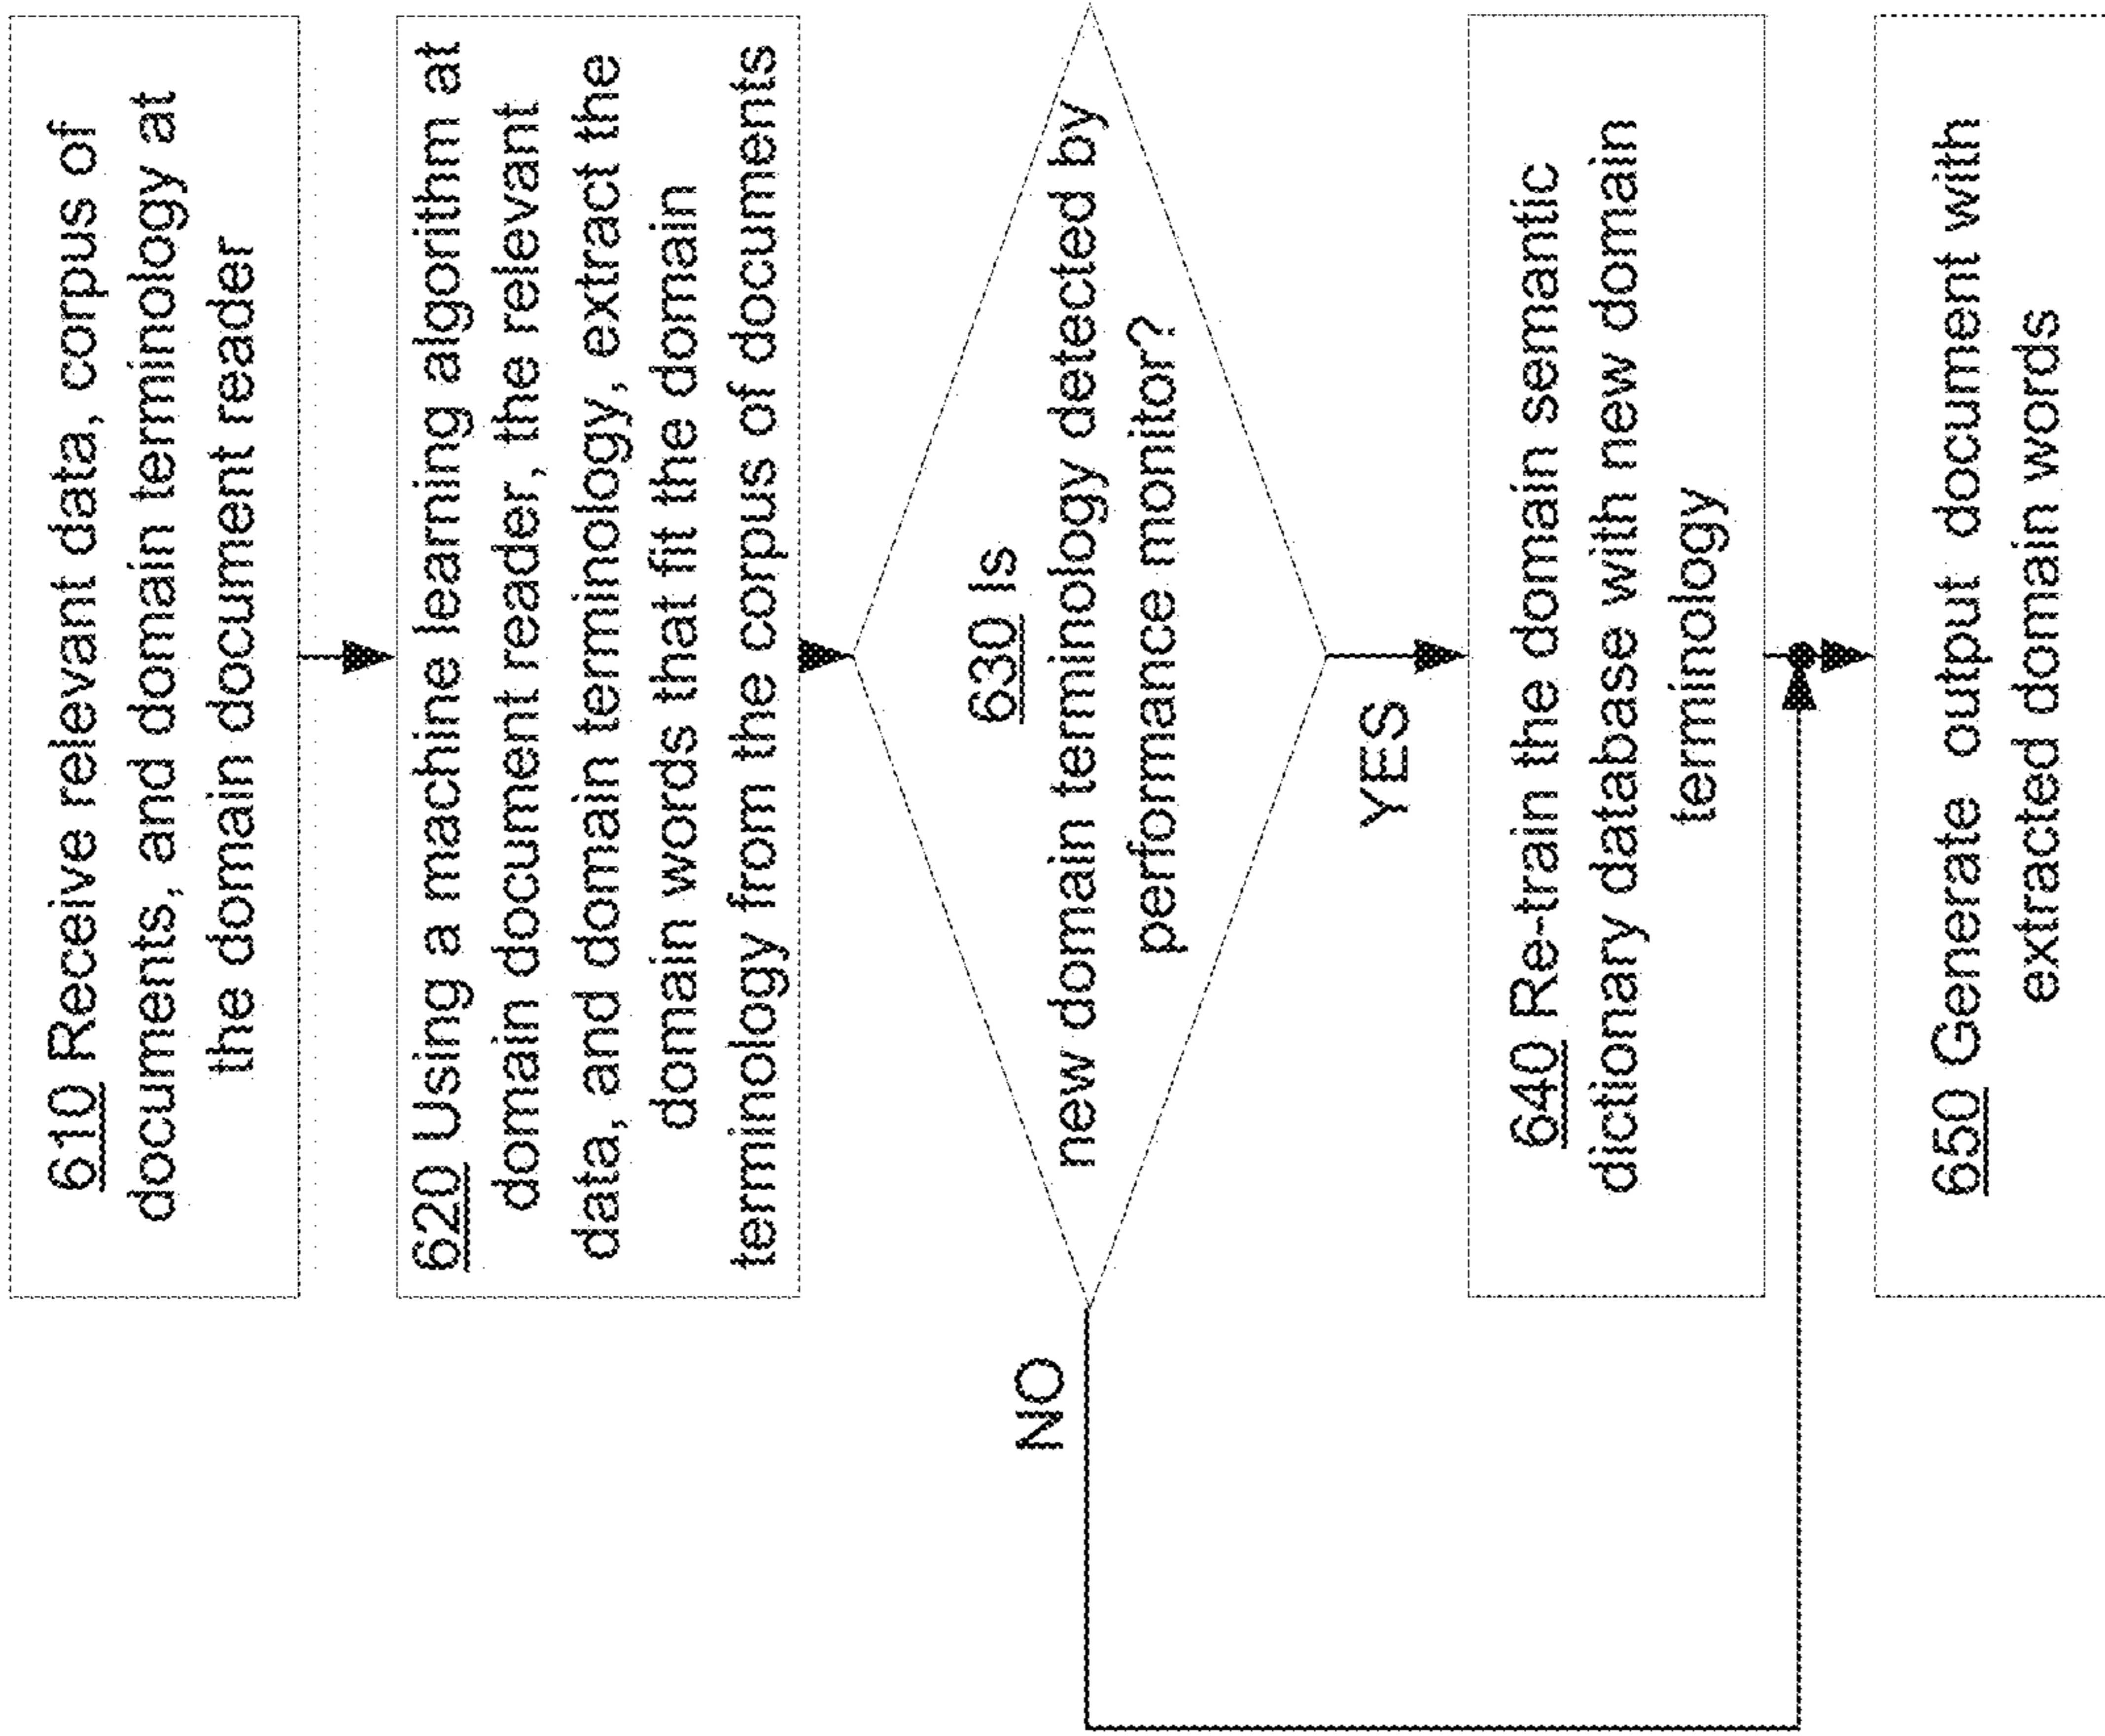 610 Receive relevant data, corpus of
documents, and domain terminology at
the domain document reader
620 Using a machine learning algorithm at
domain document reader, the relevant
data, and domain terminology, extract the
domain words that fit the domain
terminology from the corpus of documents
630 Is
new domain terminology detected by
performance monitor?
NO
YES
640 Re-train the domain semantic
dictionary database with new domain
terminology
650 Generate output document with
extracted domain words